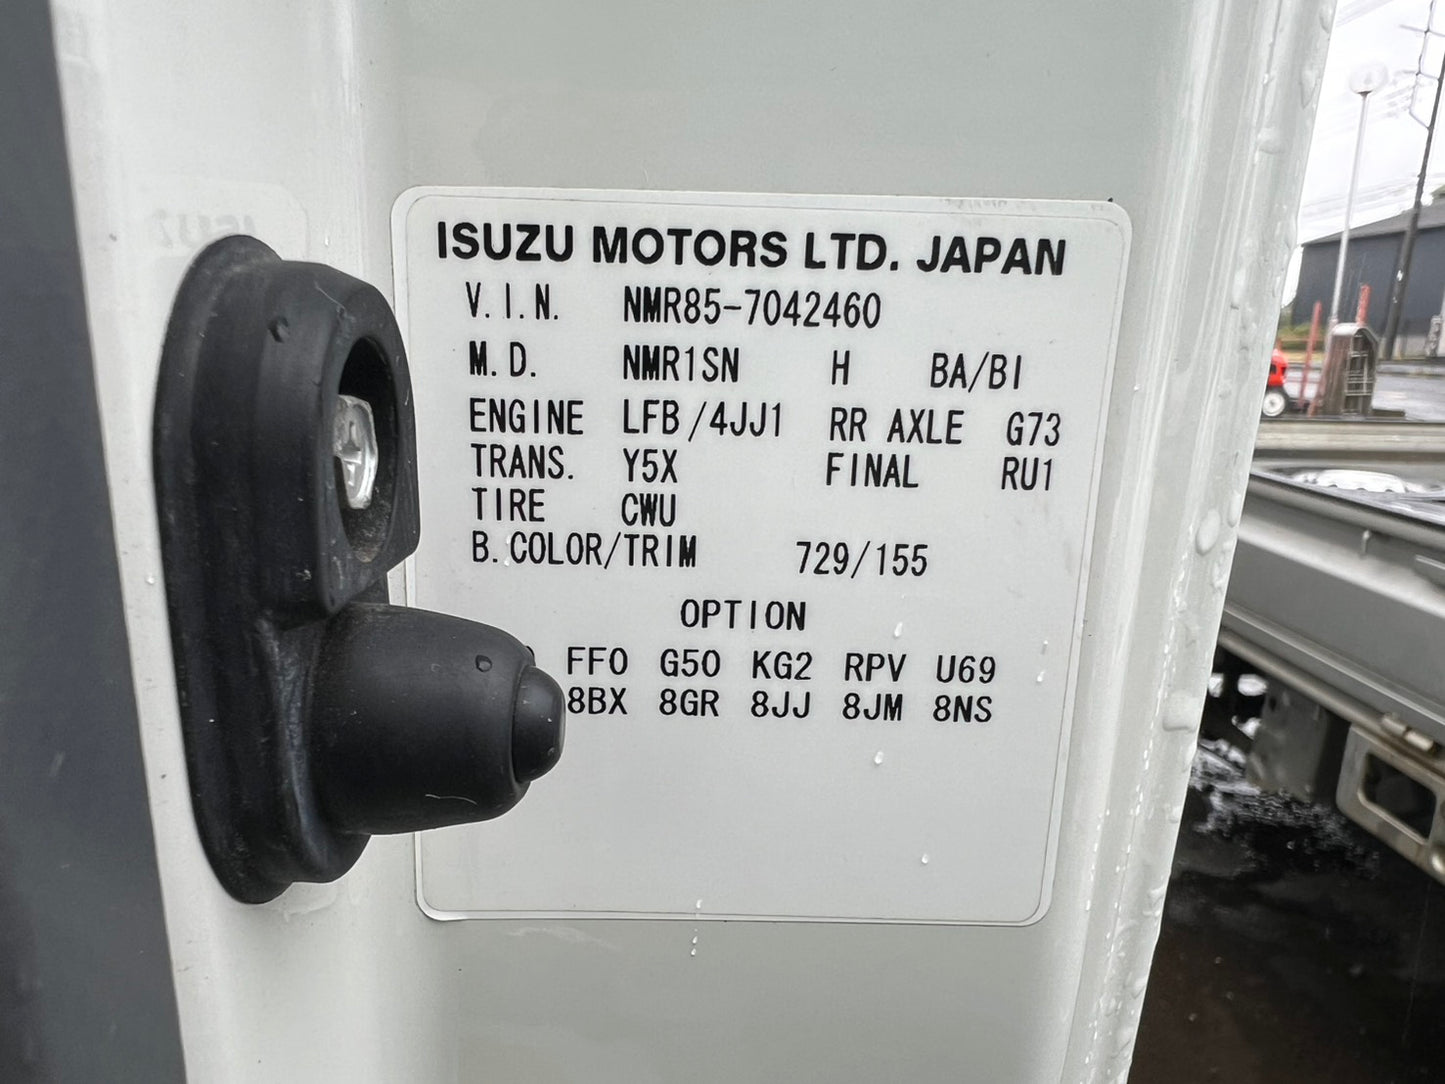 ISUZU MOTORS LTD. JAPAN
V.I.N. NMR85-7042460
M.D. NMR1SN H BA/BI
ENGINE LFB/4JJ1 RR AXLE G73
TRANS. Y5X FINAL RU1
TIRE CWU
B.COLOR/TRIM 729/155
OPTION
FF0 G50 KG2 RPV U69
8BX 8GR 8JJ 8JM 8NS